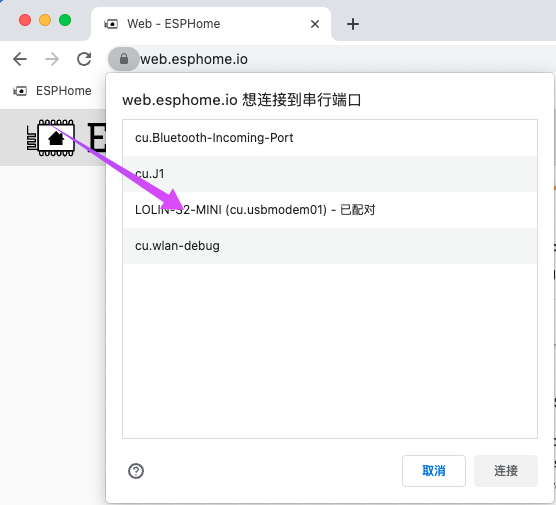 Web - ESPHome
web.esphome.io
ESPHome
E
web.esphome.io 想连接到串行端口
cu.Bluetooth-Incoming-Port
cu.J1
LOLIN-S2-MINI (cu.usbmodem01) - 已配对
cu.wlan-debug
取消
连接